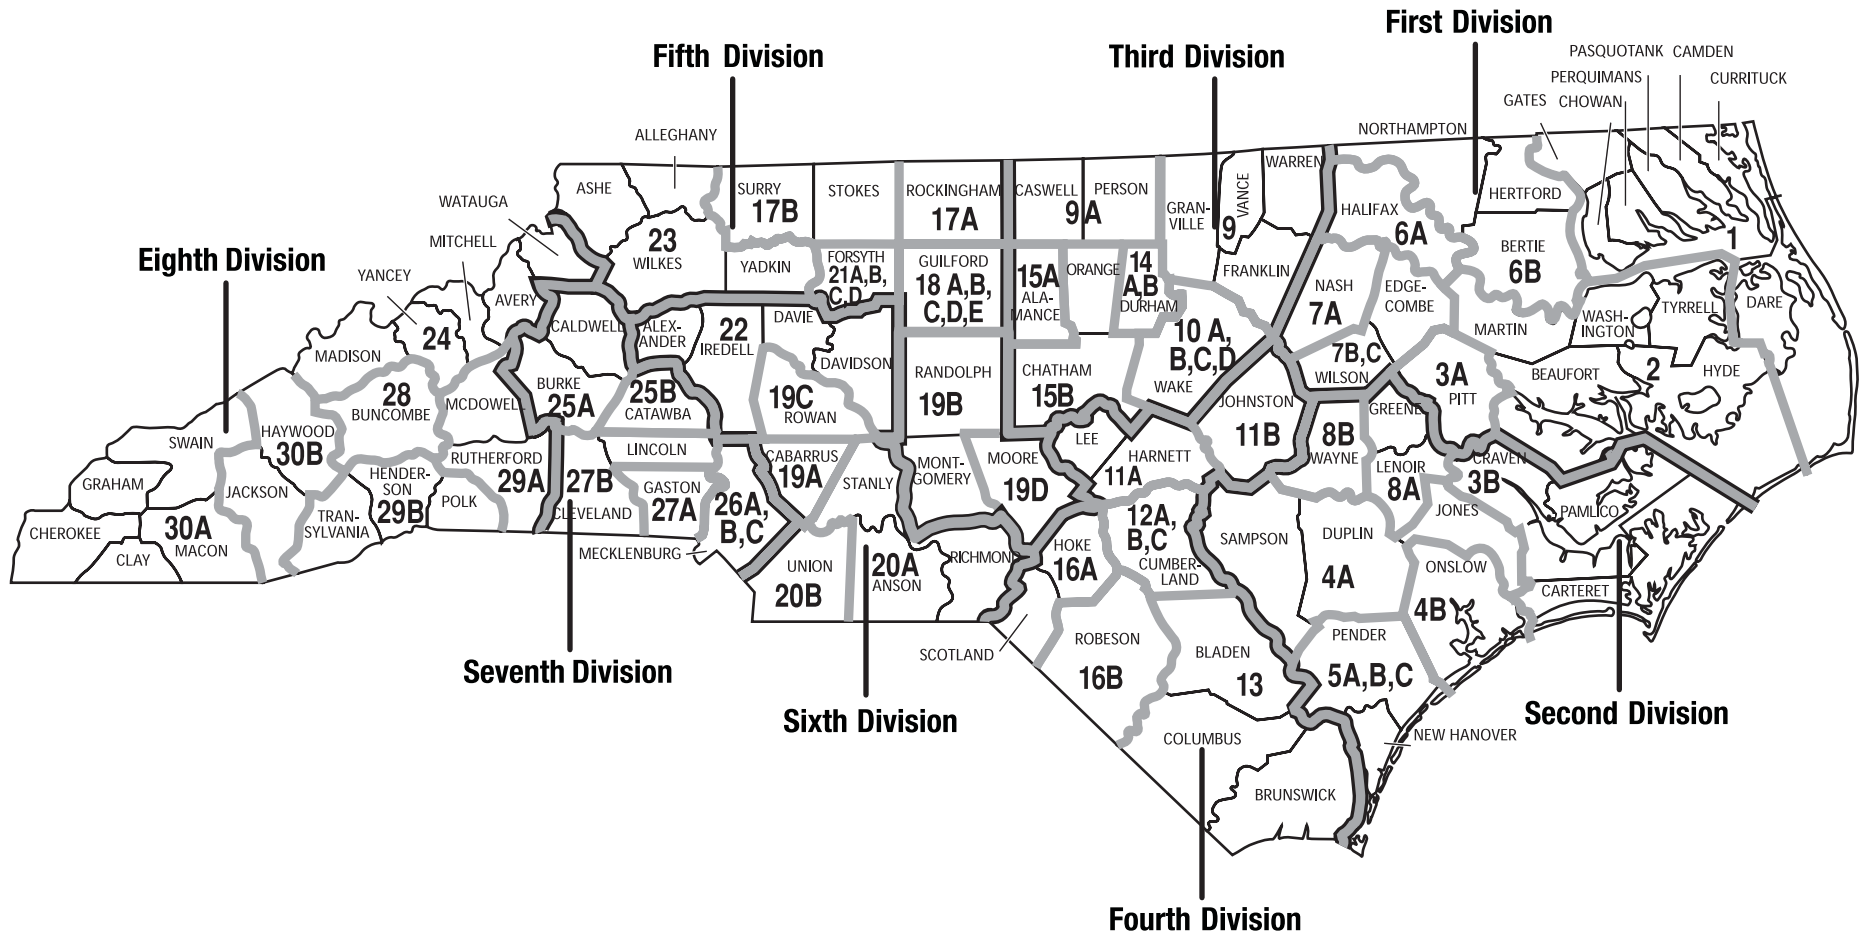 First Division
Fifth Division
Third Division
PASQUOTANK
CAMDEN
PERQUIMANS
CURRITUCK
GATES
CHOWAN
NORTHAMPTON
ALLEGHANY
WARREN
ASHE
SURRY
17B
STOKES
ROCKINGHAM
17A
CASWELL
PERSON
9A
GRAN-
VILLE
VANCE
9
HALIFAX
6A
HERTFORD
WATAUGA
MITCHELL
Eighth Division
YANCEY
23
WILKES
YADKIN
FORSYTH
21A,B,
C,D
GUILFORD
18 A,B,
C,D,E
15A
ALA-
MANCE
ORANGE
14
A,B
DURHAM
FRANKLIN
NASH
7A
EDGE-
COMBE
BERTIE
6B
1
AVERY
CALDWELL
ALEX-
ANDER
22
IREDELL
DAVIE
DAVIDSON
10 A,
B,C,D
WAKE
7B,C
WILSON
MARTIN
WASH-
INGTON
TYRRELL
DARE
MADISON
24
RANDOLPH
19B
CHATHAM
15B
3A
PITT
BEAUFORT
2
HYDE
28
BUNCOMBE
MCDOWELL
BURKE
25A
25B
CATAWBA
19C
ROWAN
JOHNSTON
11B
GREENE
SWAIN
HAYWOOD
30B
RUTHERFORD
29A
LINCOLN
CABARRUS
19A
STANLY
MONT-
GOMERY
MOORE
19D
LEE
HARNETT
11A
8B
WAYNE
LENOIR
8A
CRAVEN
3B
GRAHAM
JACKSON
HENDER-
SON
29B
POLK
27B
CLEVELAND
GASTON
27A
26A,
B,C
12A,
B,C
CUMBER-
LAND
SAMPSON
DUPLIN
4A
JONES
PAMLICO
CHEROKEE
CLAY
30A
MACON
TRAN-
SYLVANIA
MECKLENBURG
UNION
20B
20A
ANSON
RICHMOND
HOKE
16A
ONSLOW
4B
CARTERET
SCOTLAND
ROBESON
16B
BLADEN
13
PENDER
5A,B,C
Seventh Division
Sixth Division
Second Division
COLUMBUS
NEW HANOVER
BRUNSWICK
Fourth Division